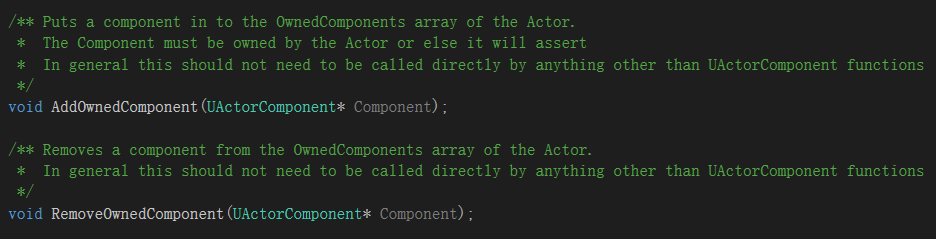 /** Puts a component in to the OwnedComponents array of the Actor.
 *  The Component must be owned by the Actor or else it will assert
 *  In general this should not need to be called directly by anything other than UActorComponent functions
 */
void AddOwnedComponent(UActorComponent* Component);
/** Removes a component from the OwnedComponents array of the Actor.
 *  In general this should not need to be called directly by anything other than UActorComponent functions
 */
void RemoveOwnedComponent(UActorComponent* Component);